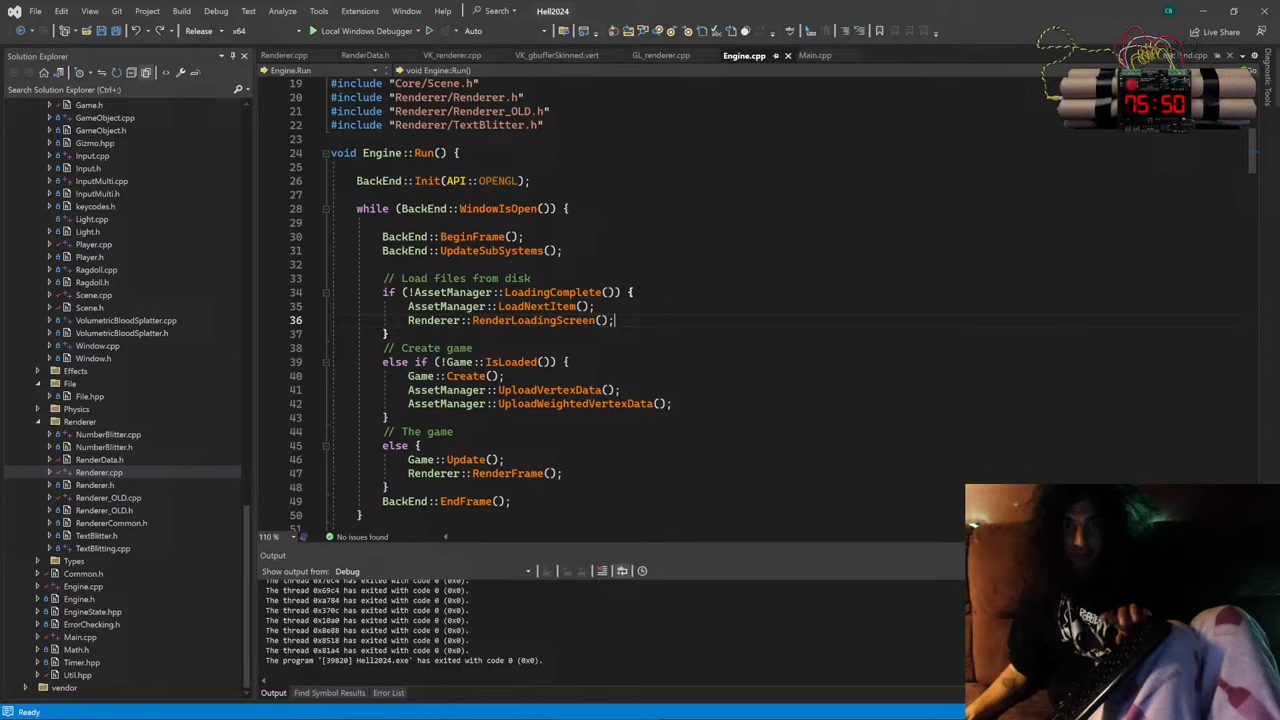 File Edit View Git Project Build Debug Test Analyze Tools Extensions Window Help Search Hell2024 CB
Release x64 Local Windows Debugger Auto Live Share
Solution Explorer
Search Solution Explorer (Ctrl+;)
Game.h
GameObject.cpp
GameObject.h
Gizmo.hpp
Input.cpp
Input.h
InputMulti.cpp
InputMulti.h
keycodes.h
Light.cpp
Light.h
Player.cpp
Player.h
Ragdoll.cpp
Ragdoll.h
Scene.cpp
Scene.h
VolumetricBloodSplatter.cpp
VolumetricBloodSplatter.h
Window.cpp
Window.h
Effects
File
File.hpp
Physics
Renderer
NumberBlitter.cpp
NumberBlitter.h
RenderData.h
Renderer.cpp
Renderer.h
Renderer_OLD.cpp
Renderer_OLD.h
RendererCommon.h
TextBlitter.h
TextBlitting.cpp
Types
Common.h
Engine.cpp
Engine.h
EngineState.h
ErrorChecking.h
Main.cpp
Math.h
Timer.hpp
Util.hpp
vendor
Renderer.cpp RenderData.h VK_renderer.cpp VK_gbufferSkinned.vert GL_renderer.cpp Engine.cpp Main.cpp
Engine.Run void Engine::Run()
19 #include "Core/Scene.h"
20 #include "Renderer/Renderer.h"
21 #include "Renderer/Renderer_OLD.h"
22 #include "Renderer/TextBlitter.h"
23
24 void Engine::Run() {
25
26 BackEnd::Init(API::OPENGL);
27
28 while (BackEnd::WindowIsOpen()) {
29
30 BackEnd::BeginFrame();
31 BackEnd::UpdateSubSystems();
32
33 // Load files from disk
34 if (!AssetManager::LoadingComplete()) {
35 AssetManager::LoadNextItem();
36 Renderer::RenderLoadingScreen();
37 }
38 // Create game
39 else if (!Game::IsLoaded()) {
40 Game::Create();
41 AssetManager::UploadVertexData();
42 AssetManager::UploadWeightedVertexData();
43 }
44 // The game
45 else {
46 Game::Update();
47 Renderer::RenderFrame();
48 }
49 BackEnd::EndFrame();
50 }
51
110 % No issues found
Output
Show output from: Debug
The thread 0x7ec4 has exited with code 0 (0x0).
The thread 0x69c4 has exited with code 0 (0x0).
The thread 0xa784 has exited with code 0 (0x0).
The thread 0x370c has exited with code 0 (0x0).
The thread 0x10a0 has exited with code 0 (0x0).
The thread 0x8e88 has exited with code 0 (0x0).
The thread 0x8518 has exited with code 0 (0x0).
The thread 0x81a4 has exited with code 0 (0x0).
The program '[39820] Hell2024.exe' has exited with code 0 (0x0).
Output Find Symbol Results Error List
Ready
75:50
Diagnostic Tools